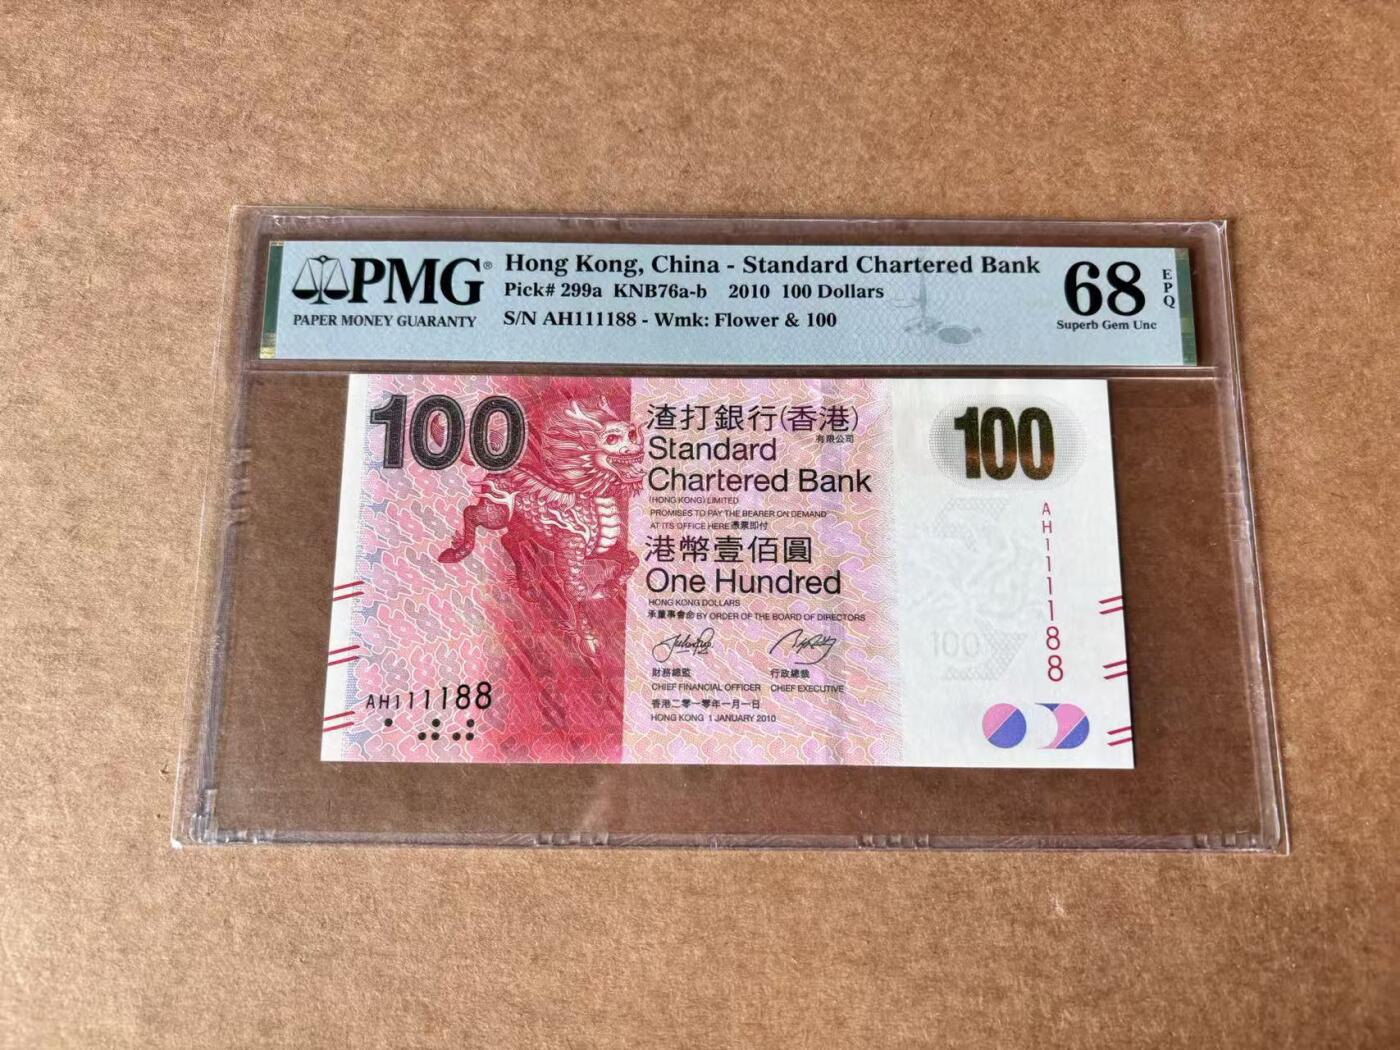 PMG®
PAPER MONEY GUARANTY
Hong Kong, China - Standard Chartered Bank
Pick# 299a KNB76a-b 2010 100 Dollars
S/N AH111188 - Wmk: Flower & 100
68
EPQ
Superb Gem Unc
100
渣打銀行(香港)
有限公司
Standard
Chartered Bank
(HONG KONG) LIMITED
PROMISES TO PAY THE BEARER ON DEMAND
AT ITS OFFICE HERE 憑票即付
港幣壹佰圓
One Hundred
HONG KONG DOLLARS
承董事會命 BY ORDER OF THE BOARD OF DIRECTORS
財務總監
CHIEF FINANCIAL OFFICER
行政總裁
CHIEF EXECUTIVE
香港二零一零年一月一日
HONG KONG 1 JANUARY 2010
AH111188
100
AH111188
100